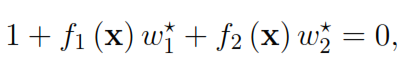 1 + f₁ (𝐱) w₁⋆ + f₂ (𝐱) w₂⋆ = 0,